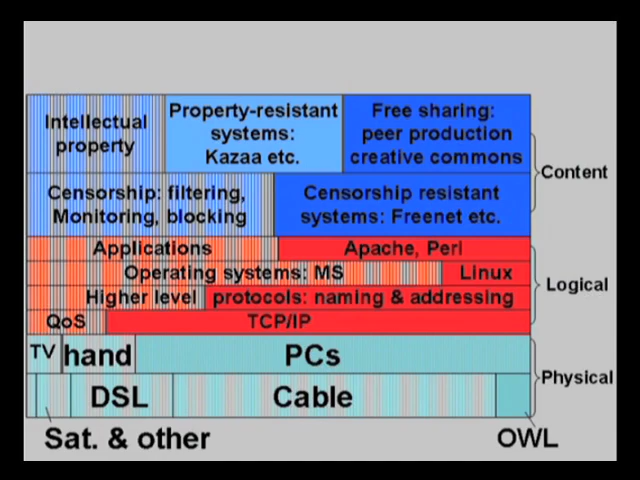 Intellectual
property
Property-resistant
systems:
Kazaa etc.
Free sharing:
peer production
creative commons
Content
Censorship: filtering,
Monitoring, blocking
Censorship resistant
systems: Freenet etc.
Applications
Apache, Perl
Operating systems: MS
Linux
Logical
Higher level
protocols: naming & addressing
QoS
TCP/IP
TV
hand
PCs
Physical
DSL
Cable
Sat. & other
OWL